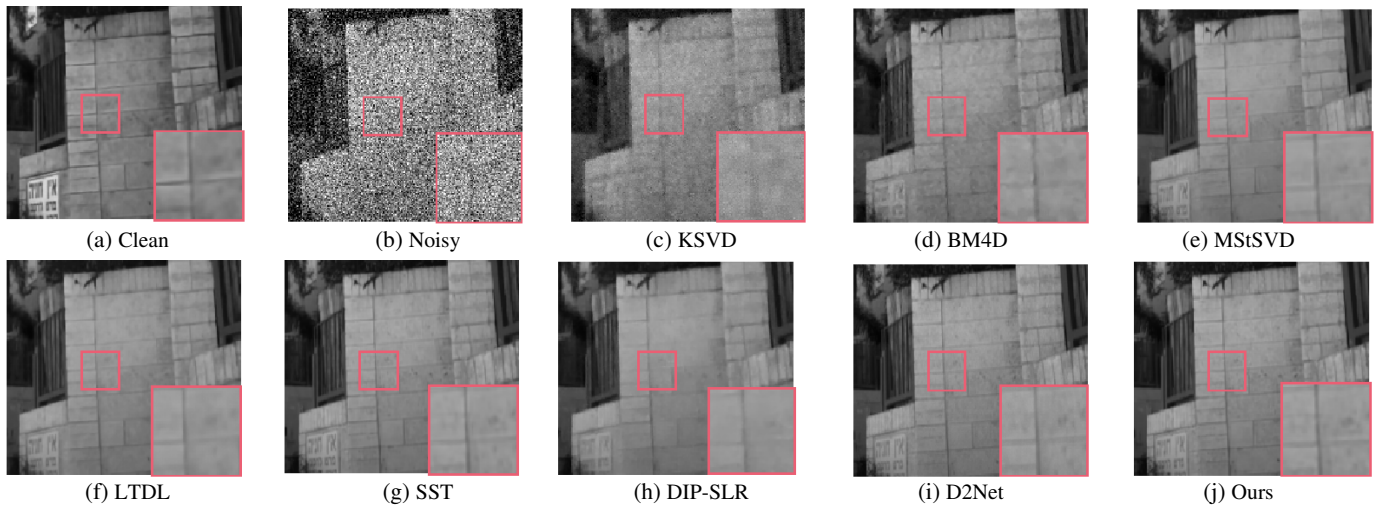 (a) Clean
(b) Noisy
(c) KSVD
(d) BM4D
(e) MStSVD
(f) LTDL
(g) SST
(h) DIP-SLR
(i) D2Net
(j) Ours